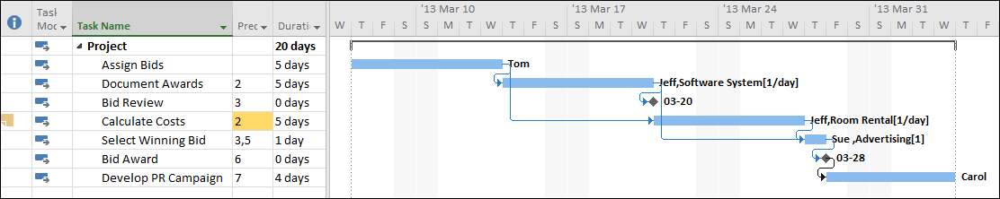 Task Mod Task Name Prec Duratio '13 Mar 10 '13 Mar 17 '13 Mar 24 '13 Mar 31
W T F S S M T W T F S S M T W T F S S M T W T F S S M T W T F
Project 20 days
Assign Bids 5 days Tom
Document Awards 2 5 days Jeff,Software System[1/day]
Bid Review 3 0 days 03-20
Calculate Costs 2 5 days Jeff,Room Rental[1/day]
Select Winning Bid 3,5 1 day Sue ,Advertising[1]
Bid Award 6 0 days 03-28
Develop PR Campaign 7 4 days Carol